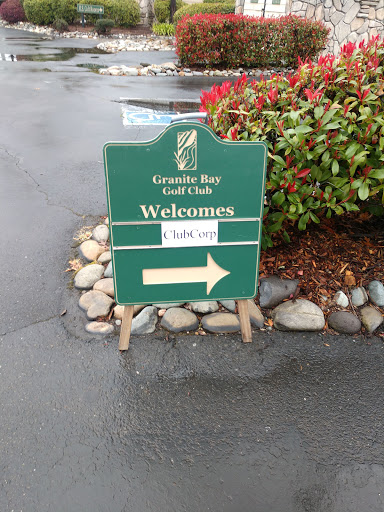 Granite Bay
Golf Club
Welcomes
ClubCorp